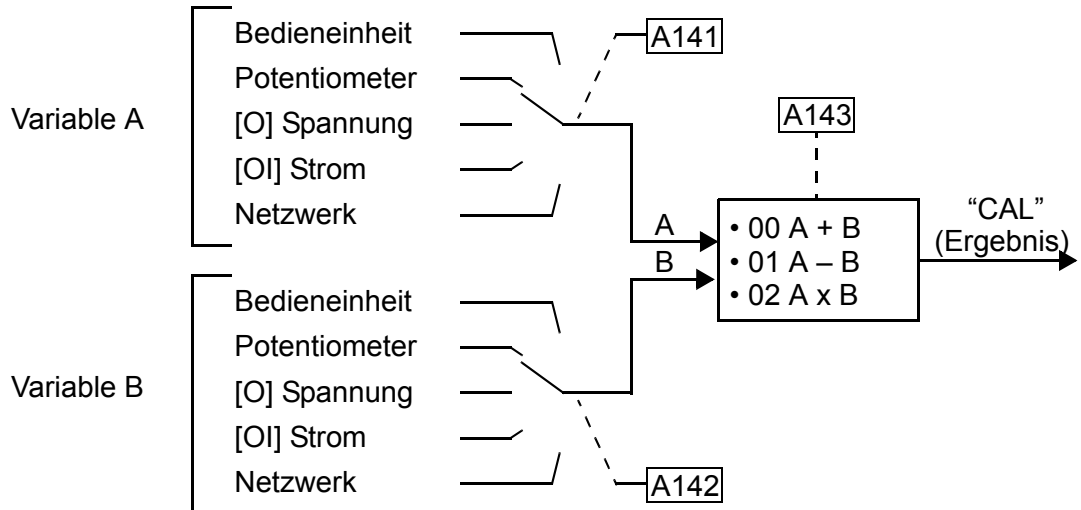 Variable A
Bedieneinheit
Potentiometer
[O] Spannung
[OI] Strom
Netzwerk
A141
A143
A
B
• 00 A + B
• 01 A – B
• 02 A x B
“CAL”
(Ergebnis)
Variable B
Bedieneinheit
Potentiometer
[O] Spannung
[OI] Strom
Netzwerk
A142